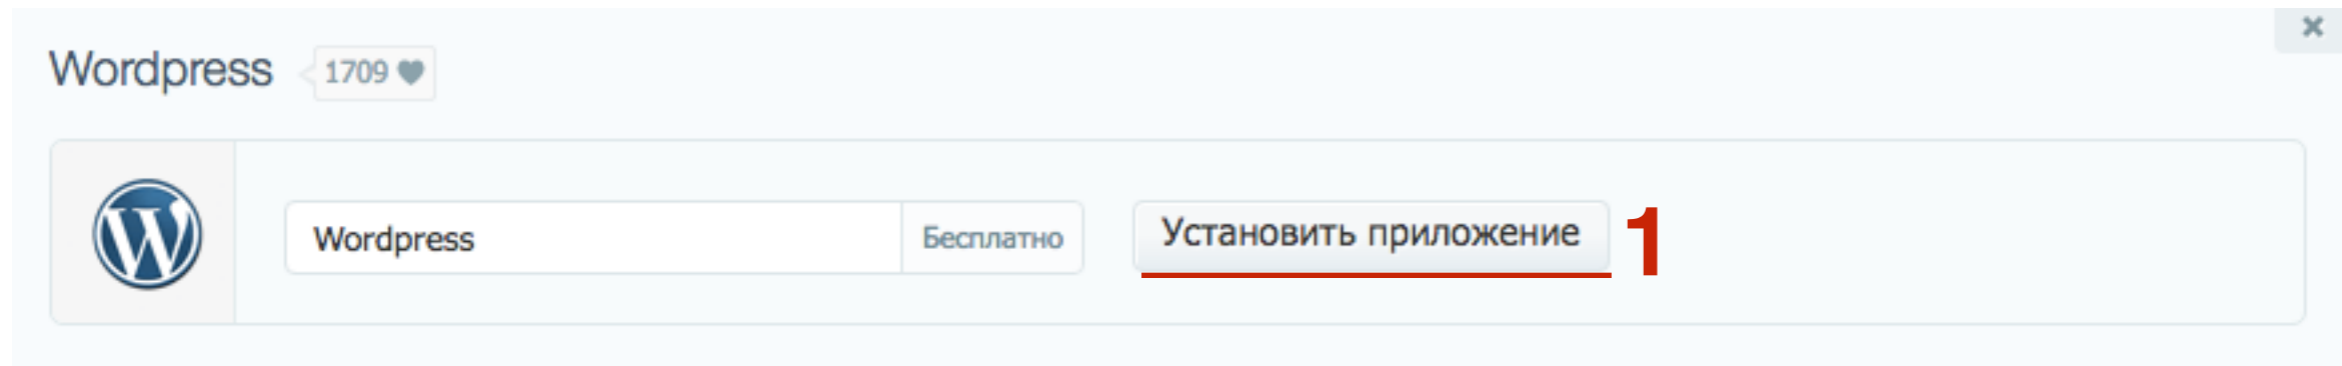 Wordpress 1709
Wordpress Бесплатно Установить приложение 1